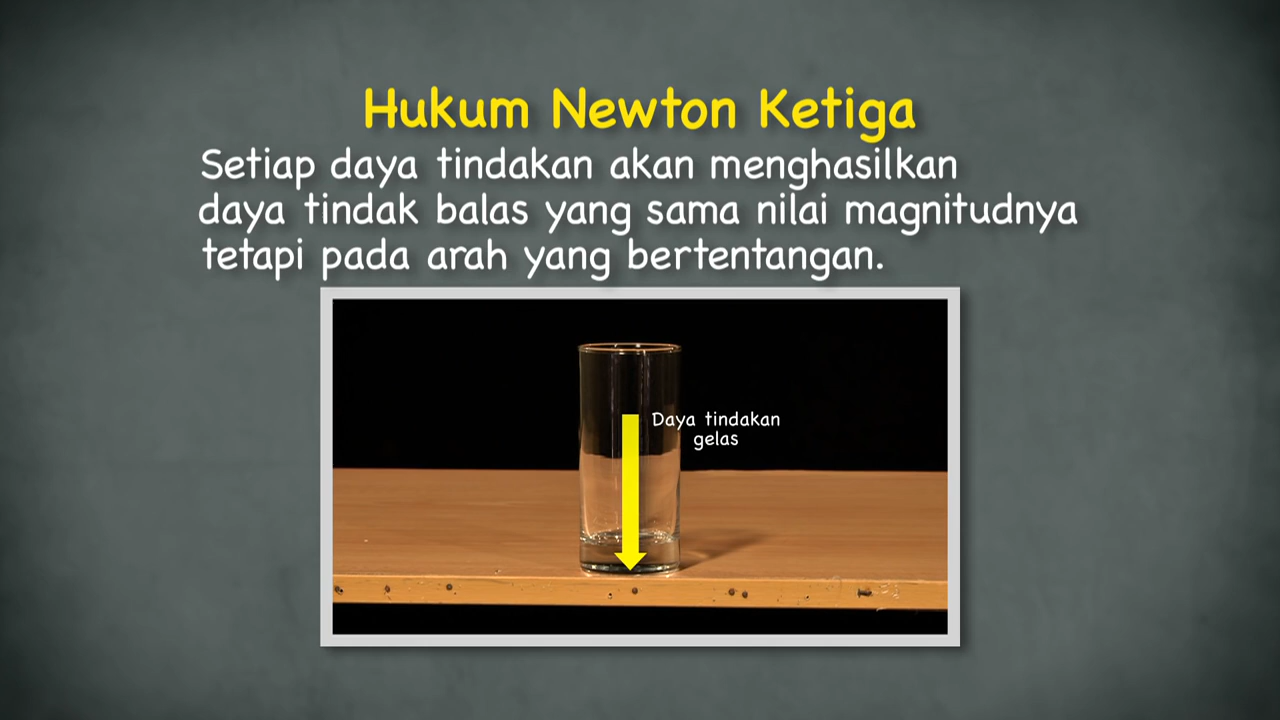 Hukum Newton Ketiga
Setiap daya tindakan akan menghasilkan
daya tindak balas yang sama nilai magnitudnya
tetapi pada arah yang bertentangan.
Daya tindakan
gelas